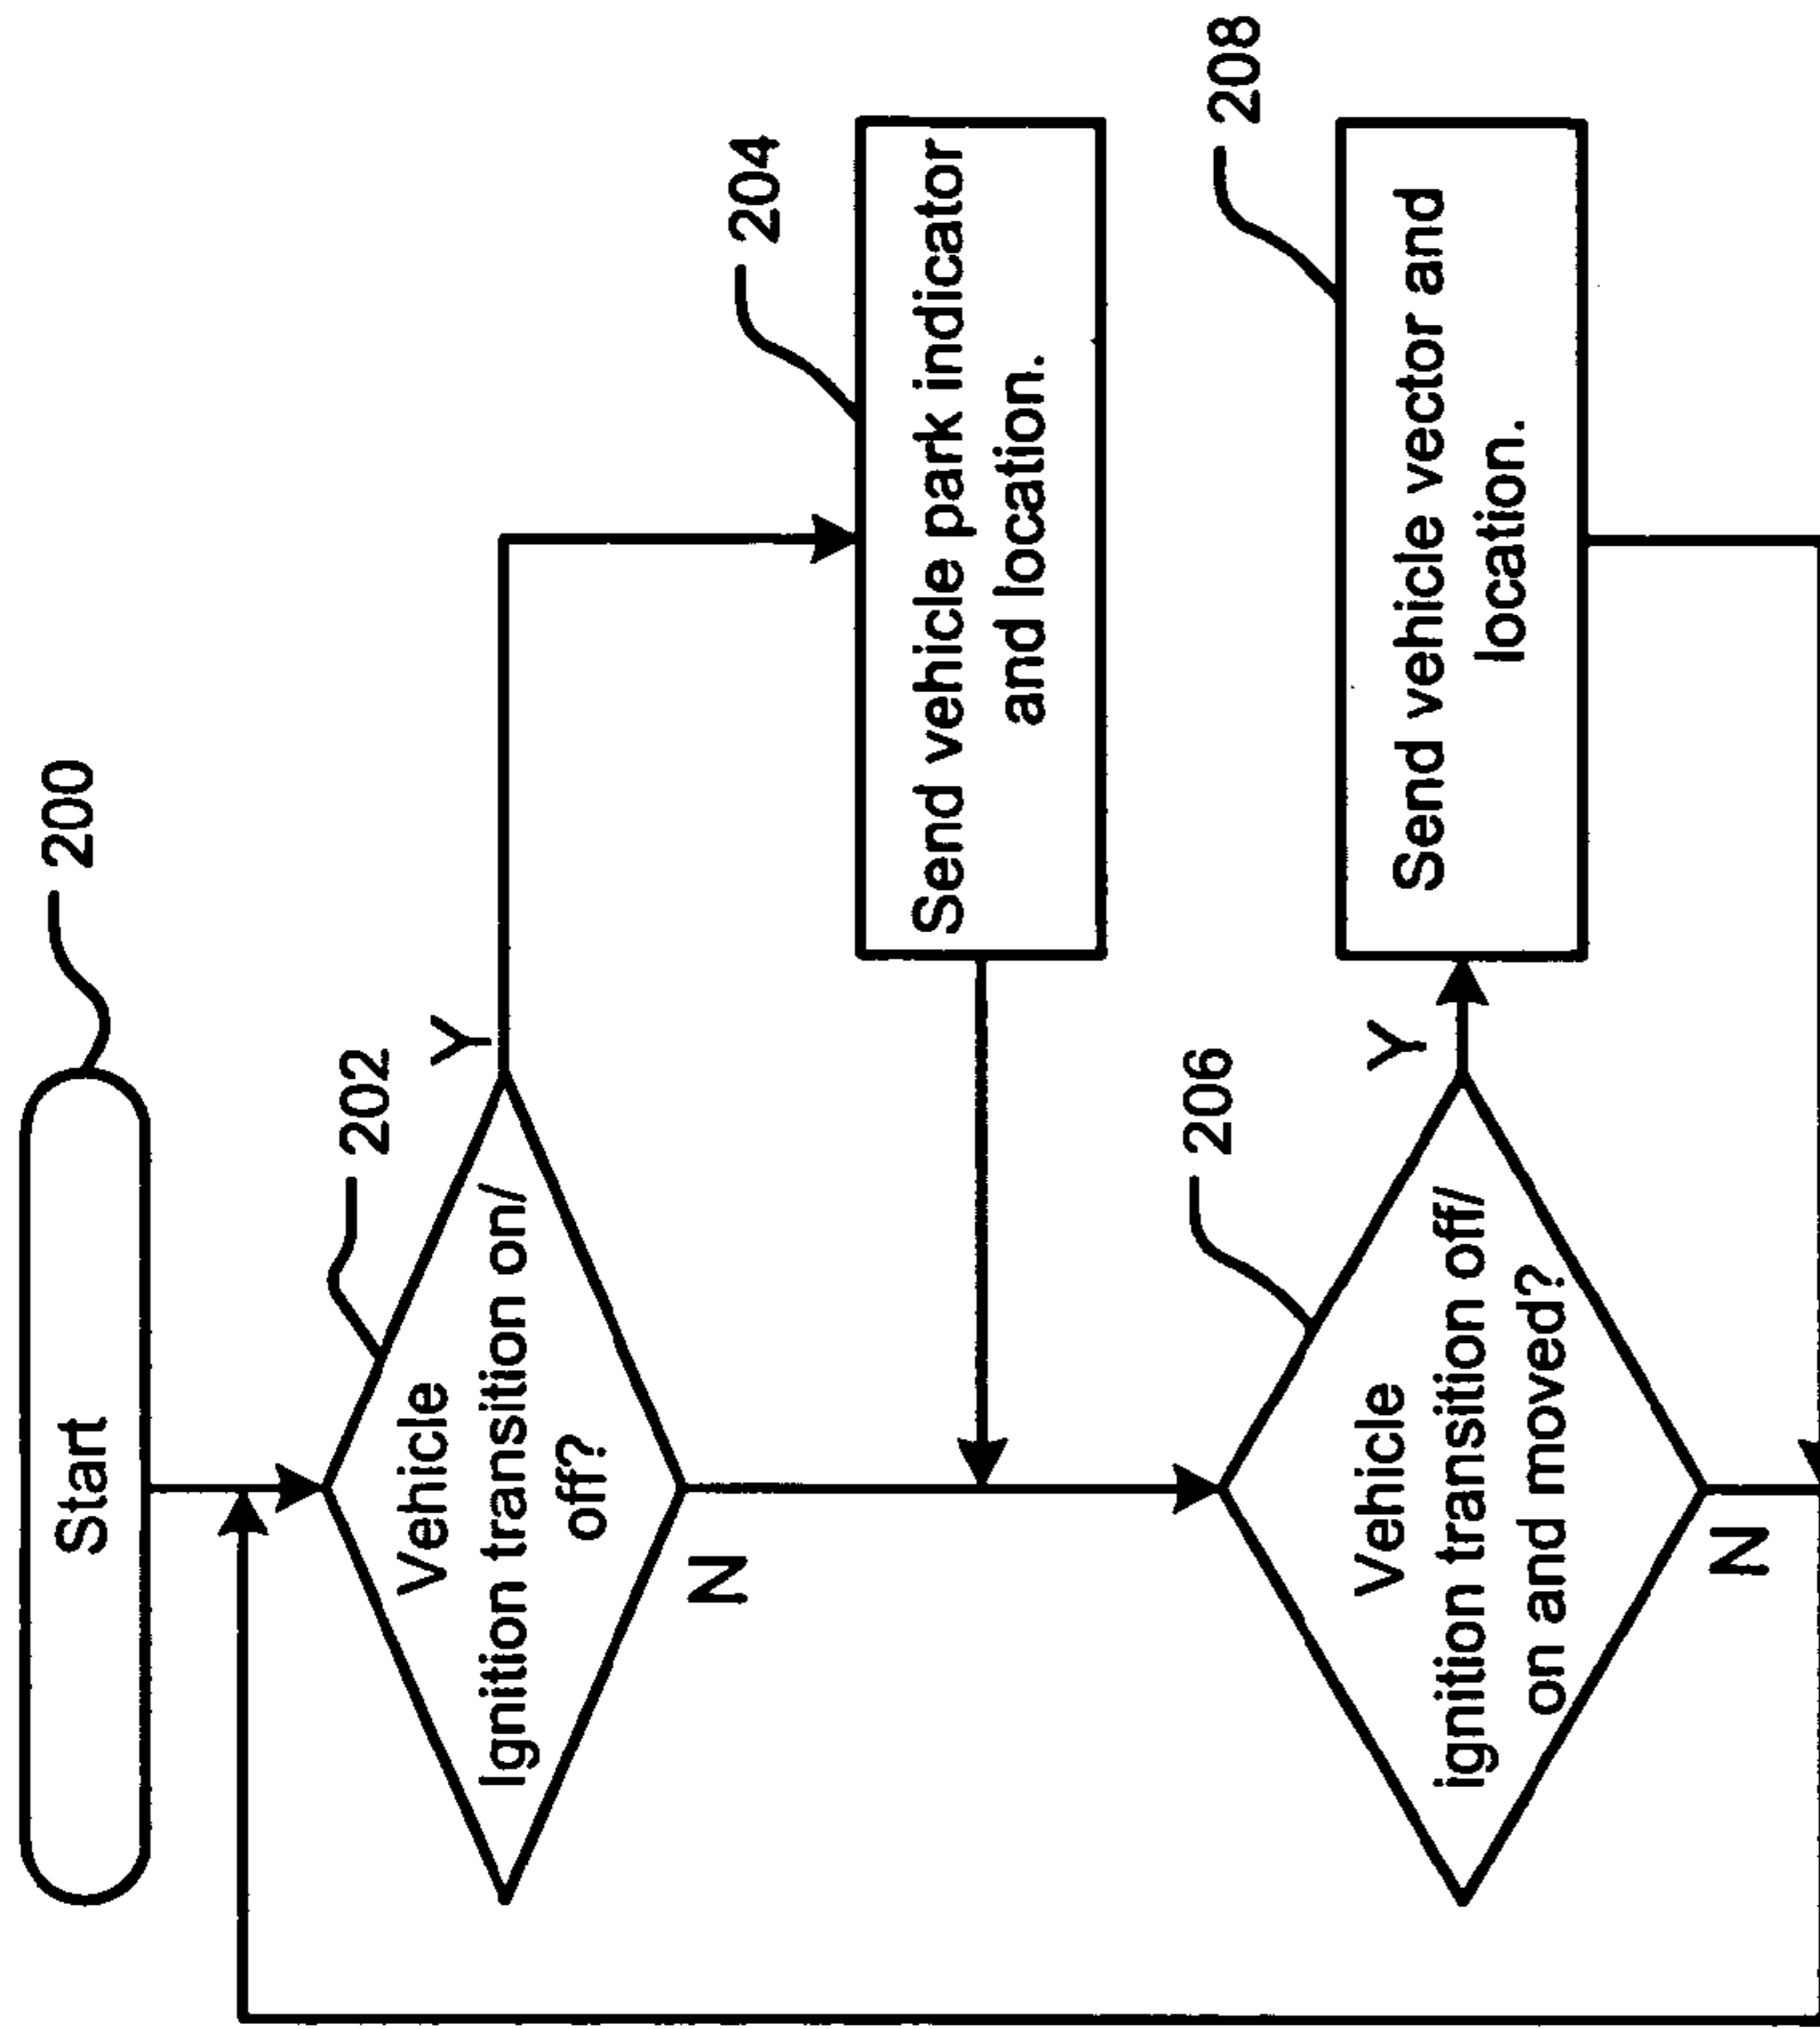 200
Start
202
Vehicle
Ignition transition on/
off?
Y
N
204
Send vehicle park indicator
and location.
206
Vehicle
ignition transition off/
on and moved?
Y
N
208
Send vehicle vector and
location.